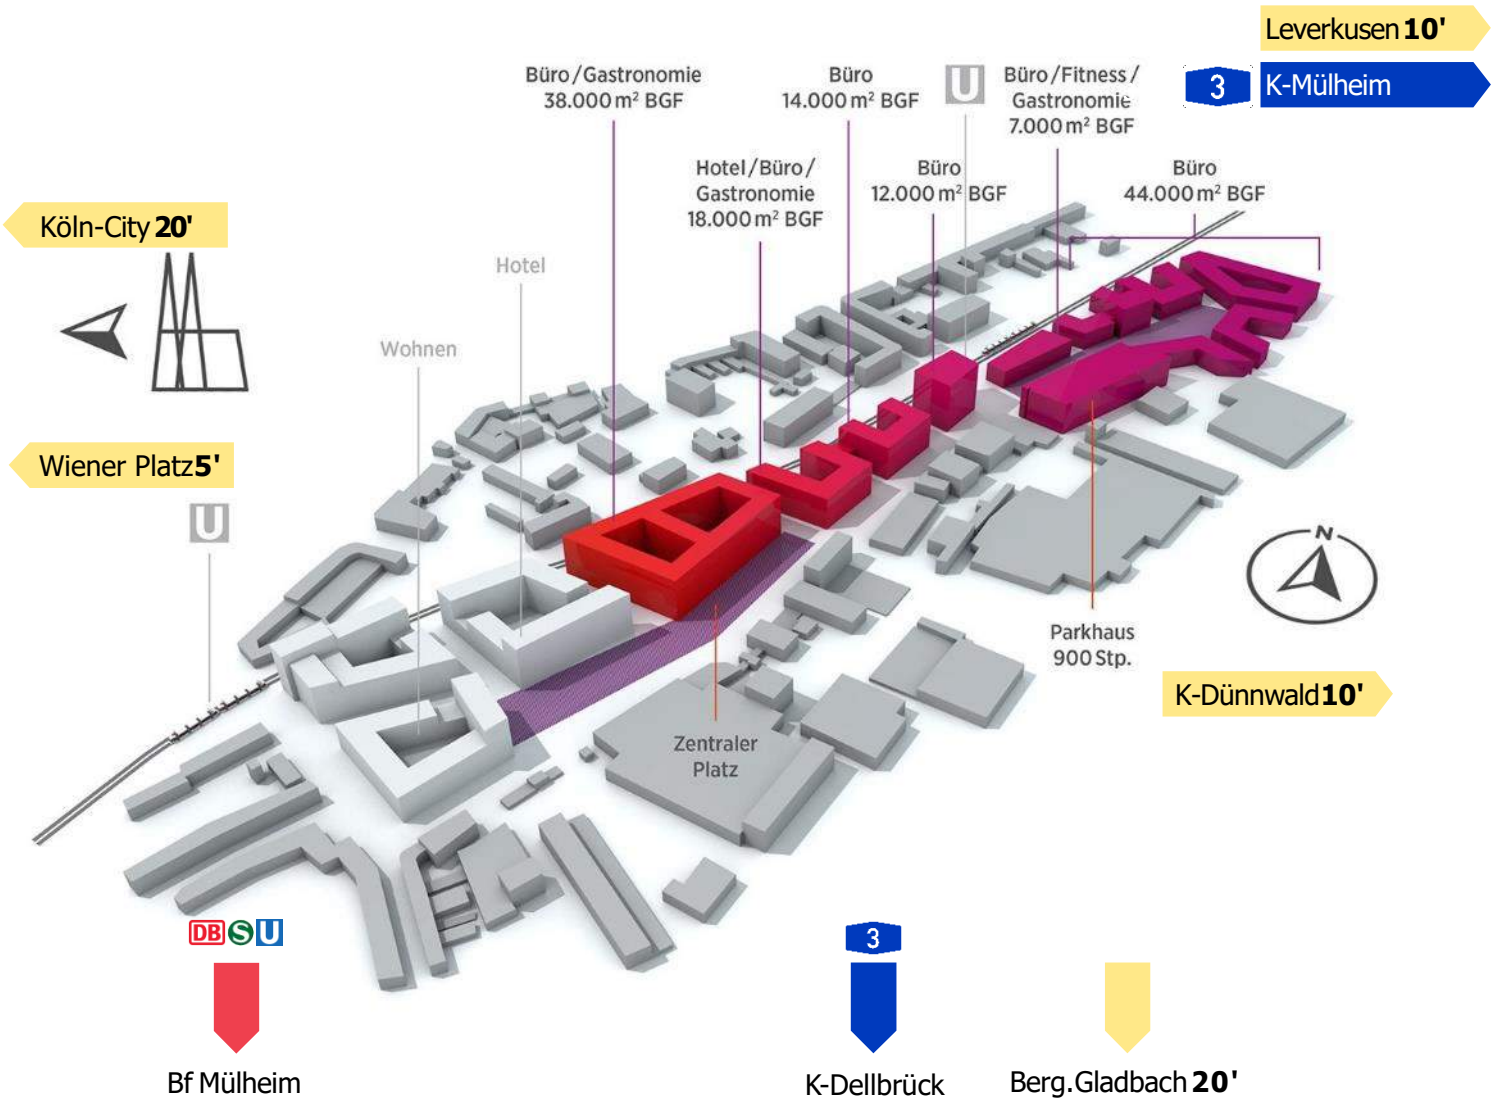 Leverkusen 10'
3 K-Mülheim
Büro/Gastronomie
38.000 m² BGF
Büro
14.000 m² BGF
U
Büro/Fitness/
Gastronomie
7.000 m² BGF
Hotel/Büro/
Gastronomie
18.000 m² BGF
Büro
12.000 m² BGF
Büro
44.000 m² BGF
Köln-City 20'
Hotel
Wohnen
Wiener Platz 5'
U
N
Parkhaus
900 Stp.
K-Dünnwald 10'
Zentraler
Platz
DB S U
3
Bf Mülheim
K-Dellbrück
Berg.Gladbach 20'